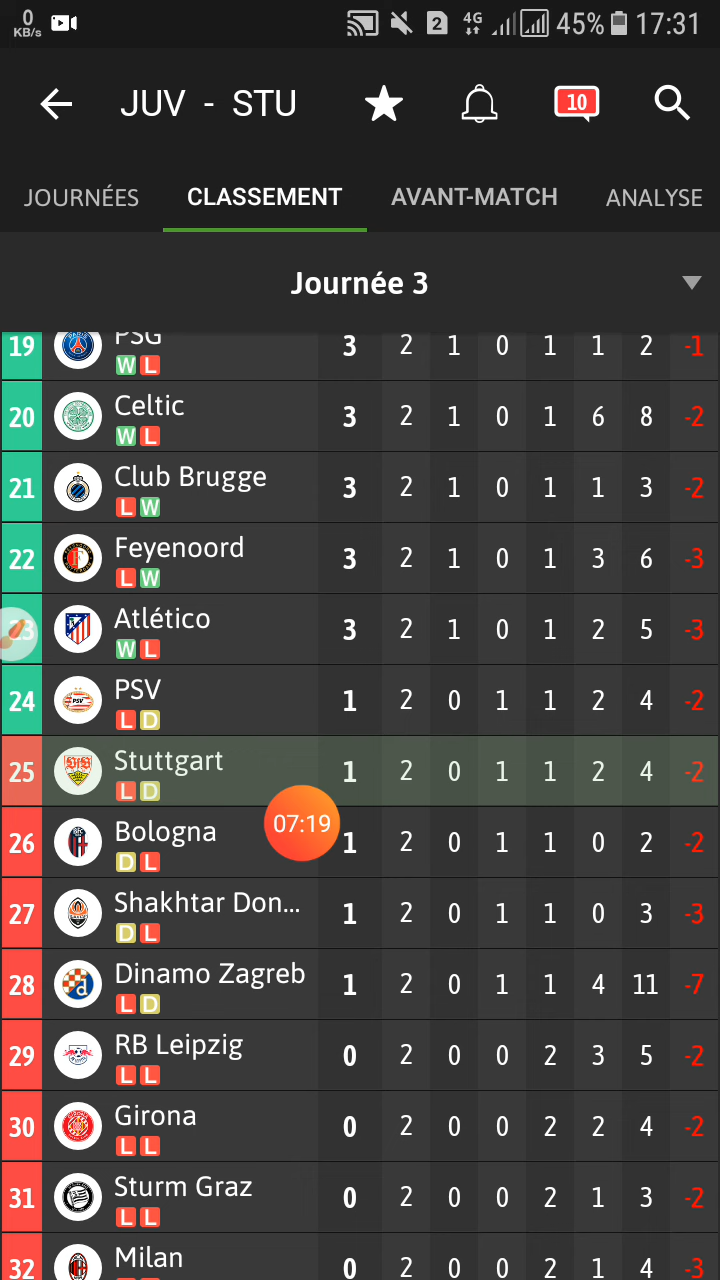 0 KB/s 2 4G 45% 17:31
JUV - STU 10
JOURNÉES CLASSEMENT AVANT-MATCH ANALYSE
Journée 3
19 PSG 3 2 1 0 1 1 2 -1
W L
20 Celtic 3 2 1 0 1 6 8 -2
W L
21 Club Brugge 3 2 1 0 1 1 3 -2
L W
22 Feyenoord 3 2 1 0 1 3 6 -3
L W
23 Atlético 3 2 1 0 1 2 5 -3
W L
24 PSV 1 2 0 1 1 2 4 -2
L D
25 Stuttgart 1 2 0 1 1 2 4 -2
L D
07:19
26 Bologna 1 2 0 1 1 0 2 -2
D L
27 Shakhtar Don... 1 2 0 1 1 0 3 -3
D L
28 Dinamo Zagreb 1 2 0 1 1 4 11 -7
L D
29 RB Leipzig 0 2 0 0 2 3 5 -2
L L
30 Girona 0 2 0 0 2 2 4 -2
L L
31 Sturm Graz 0 2 0 0 2 1 3 -2
L L
32 Milan 0 2 0 0 2 1 4 -3